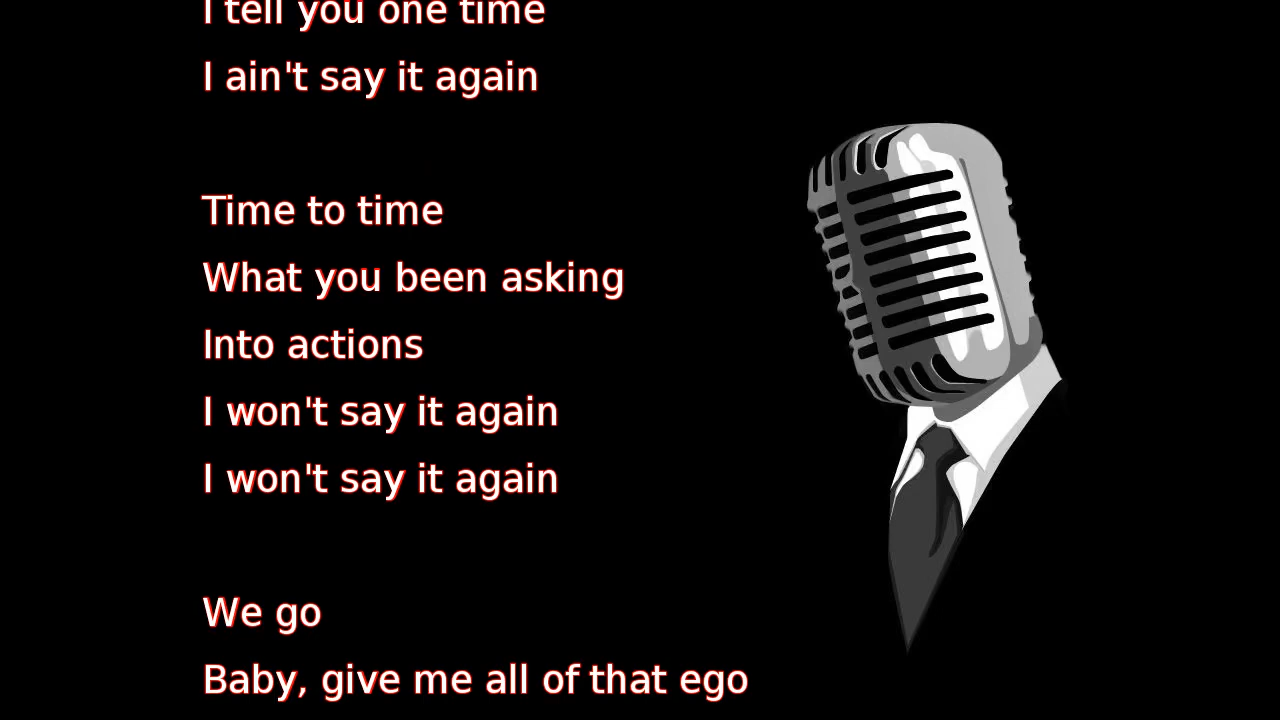 I tell you one time
I ain't say it again
Time to time
What you been asking
Into actions
I won't say it again
I won't say it again
We go
Baby, give me all of that ego